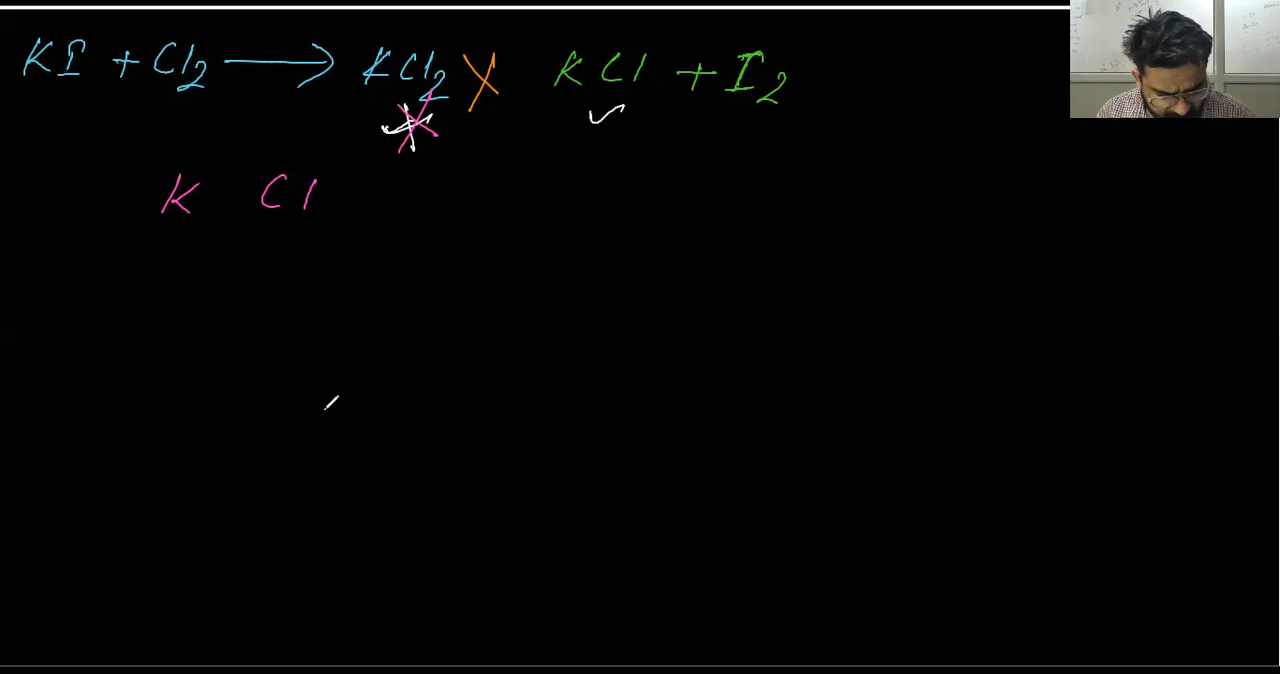 KI + Cl2 → KCl2 X KCl + I2
K Cl